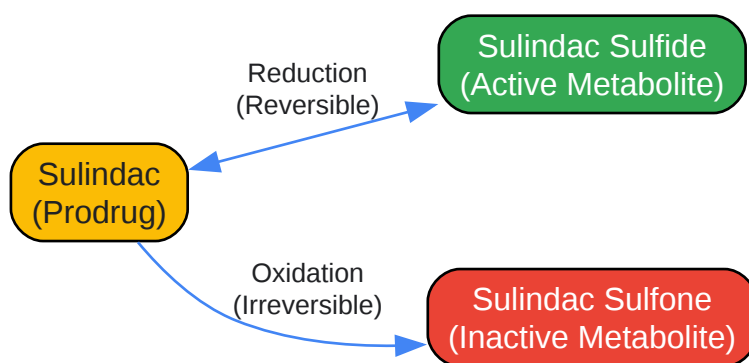 Sulindac Sulfide
(Active Metabolite)
Reduction
(Reversible)
Sulindac
(Prodrug)
Oxidation
(Irreversible)
Sulindac Sulfone
(Inactive Metabolite)